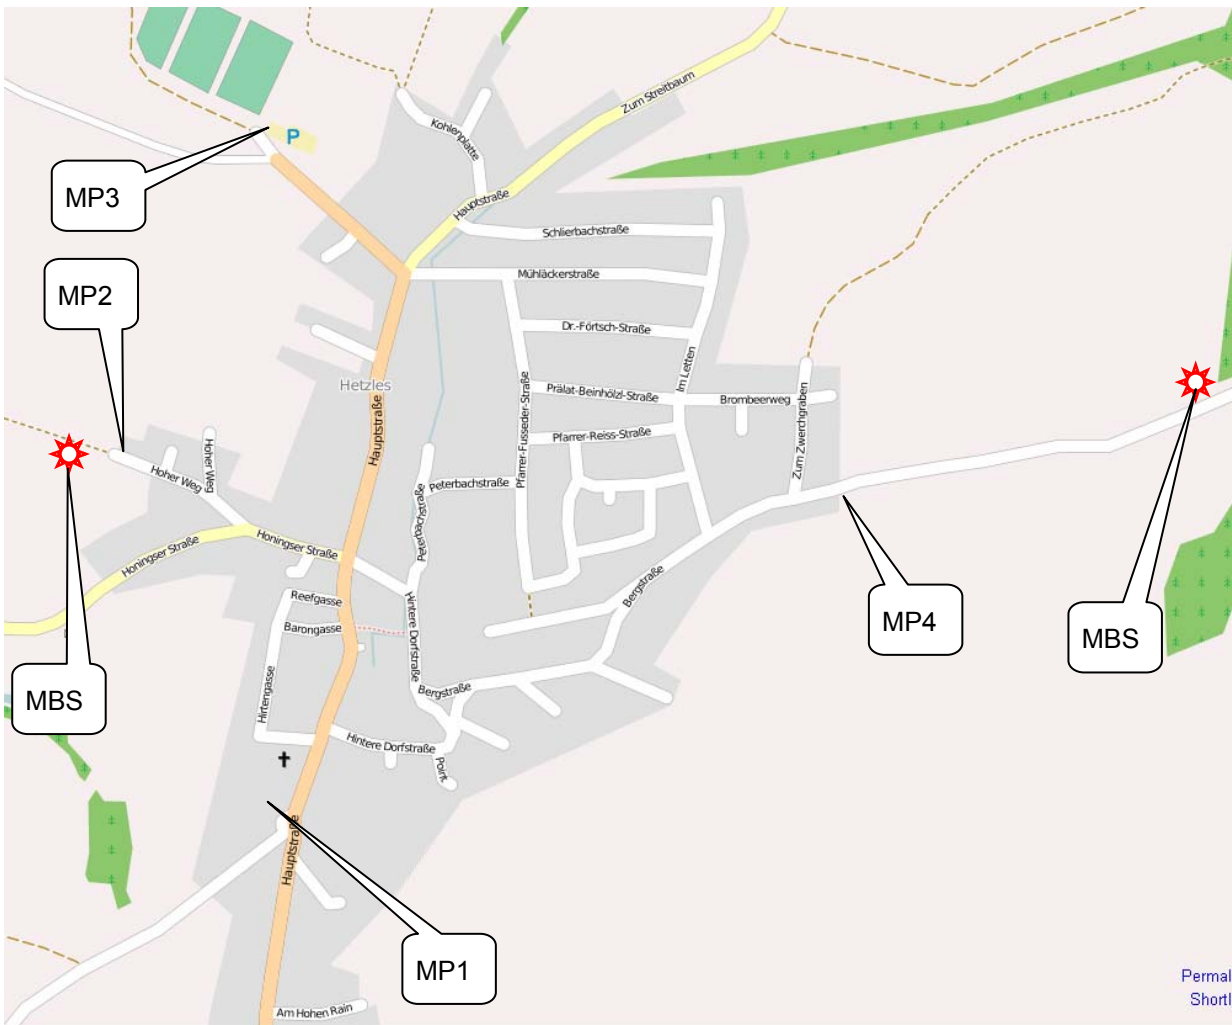 Zum Streitbaum
Kohlenplatte
P
MP3
Hauptstraße
Schlierbachstraße
Mühläckerstraße
MP2
Dr.-Förtsch-Straße
Im Letten
Hetzles
Prälat-Beinhölzl-Straße
Brombeerweg
Hauptstraße
Pfarrer-Fusseder-Straße
Pfarrer-Reiss-Straße
Zum Zwerchgraben
Hoher Weg
Hoher Weg
Peterbachstraße
Peterbachstraße
Honingser Straße
Honingser Straße
Reefgasse
Hintere Dorfstraße
Bergstraße
MP4
MBS
Barongasse
Hirtengasse
MBS
Bergstraße
Hintere Dorfstraße
Point
Hauptstraße
MP1
Permal
Shortl
Am Hohen Rain